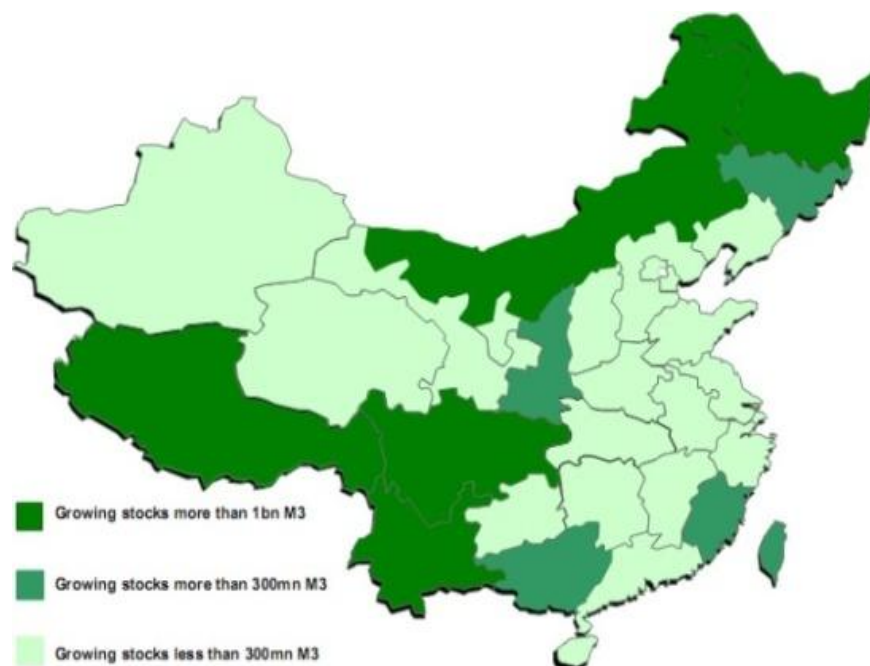 Growing stocks more than 1bn M3
Growing stocks more than 300mn M3
Growing stocks less than 300mn M3